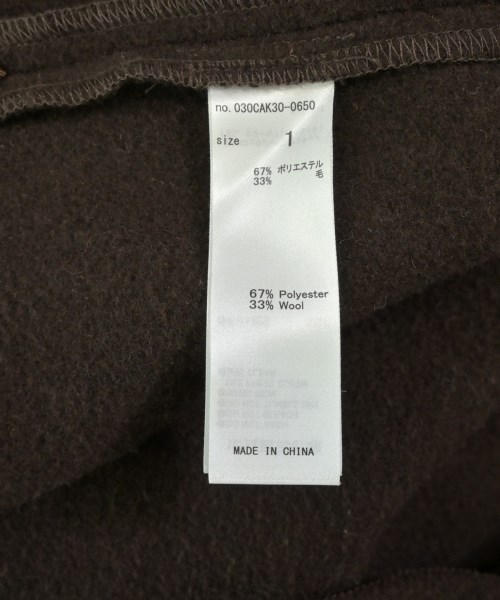 no. 030CAK30-0650
size 1
67% ポリエステル
33% 毛
67% Polyester
33% Wool
MADE IN CHINA